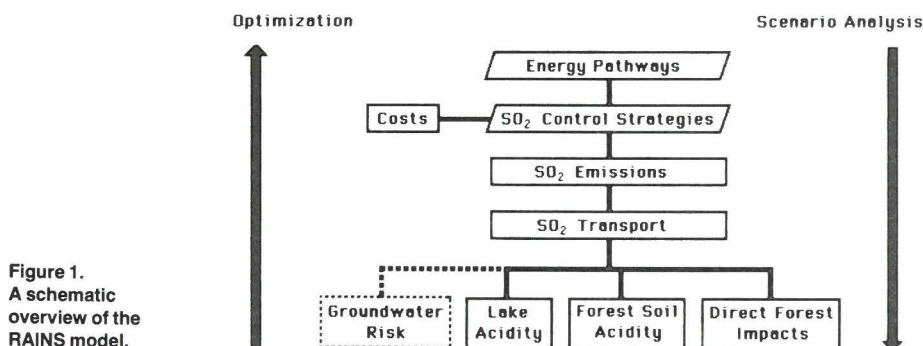 Optimization
Scenario Analysis
Energy Pathways
Costs
SO₂ Control Strategies
SO₂ Emissions
SO₂ Transport
Figure 1.
A schematic
overview of the
RAINS model.
Groundwater
Risk
Lake
Acidity
Forest Soil
Acidity
Direct Forest
Impacts